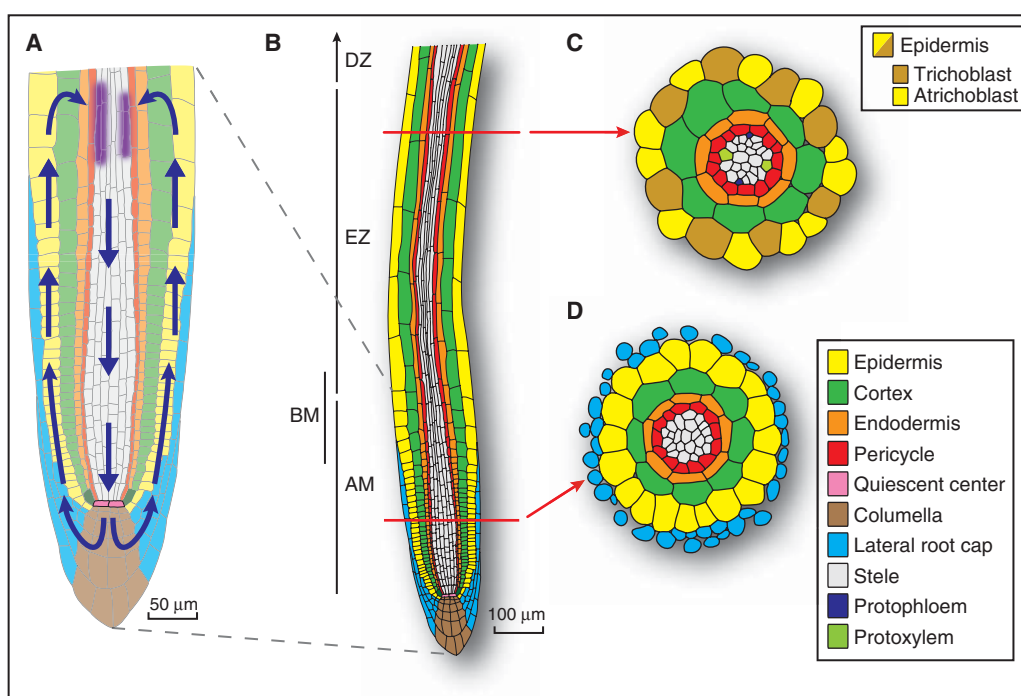 A
B
C
D
DZ
EZ
BM
AM
50 μm
100 μm
Epidermis
Trichoblast
Atrichoblast
Epidermis
Cortex
Endodermis
Pericycle
Quiescent center
Columella
Lateral root cap
Stele
Protophloem
Protoxylem